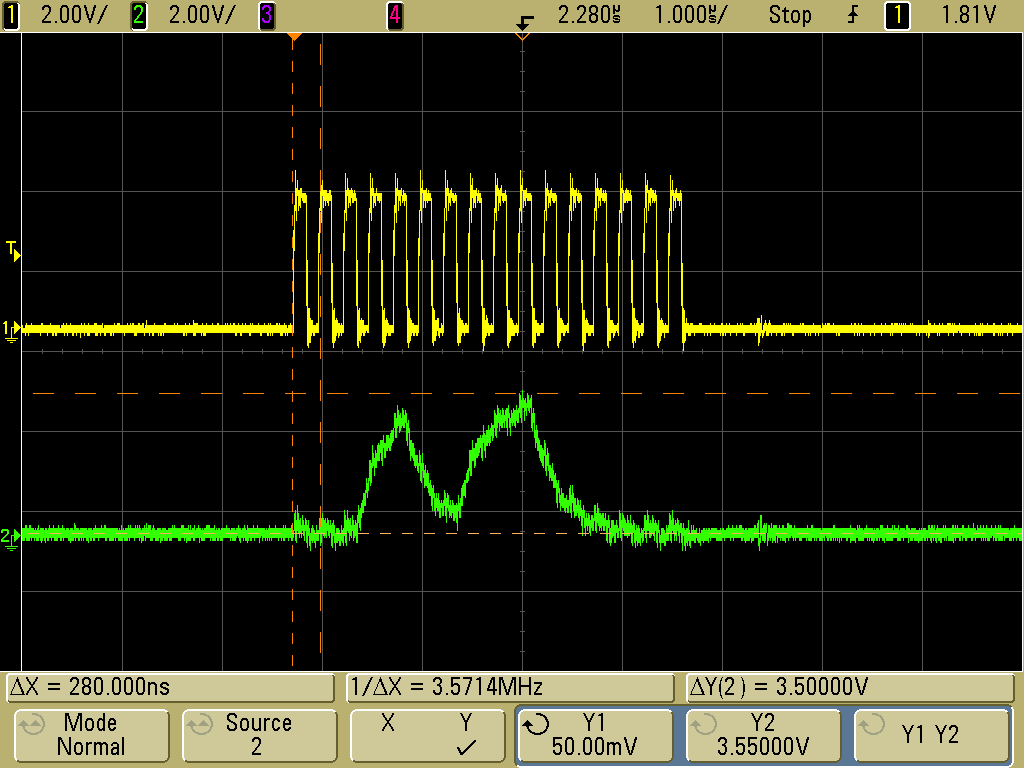 1 2.00V/ 2 2.00V/ 3 4 2.280µs 1.000µs/ Stop 1 1.81V
T
1
2
ΔX = 280.000ns 1/ΔX = 3.5714MHz ΔY(2) = 3.50000V
Mode Source X Y Y1 Y2 Y1 Y2
Normal 2 ✓ 50.00mV 3.55000V